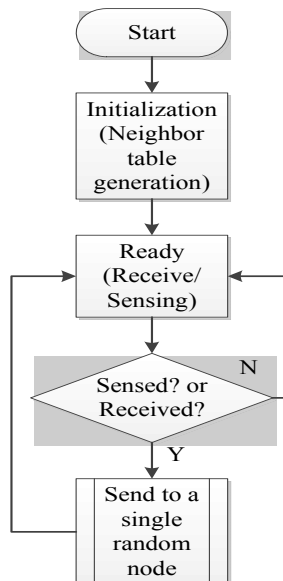 Start
Initialization
(Neighbor
table
generation)
Ready
(Receive/
Sensing)
N
Sensed? or
Received?
Y
Send to a
single
random
node